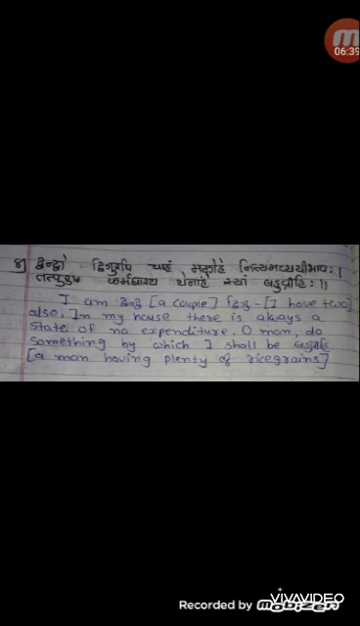 06:39
४] द्वन्द्वो द्विगुरपि चाहं मद्गेहे नित्यमव्ययीभावः |
तत्पुरुष कर्मधारय येनाहं स्यां बहुव्रीहिः ||
I am द्वन्द्व [a couple] द्विगु - [I have two]
also. In my house there is always a
state of no expenditure. O man, do
something by which I shall be बहुव्रीहि
[a man having plenty of ricegrains]
VIVAVIDEO
Recorded by mobizen